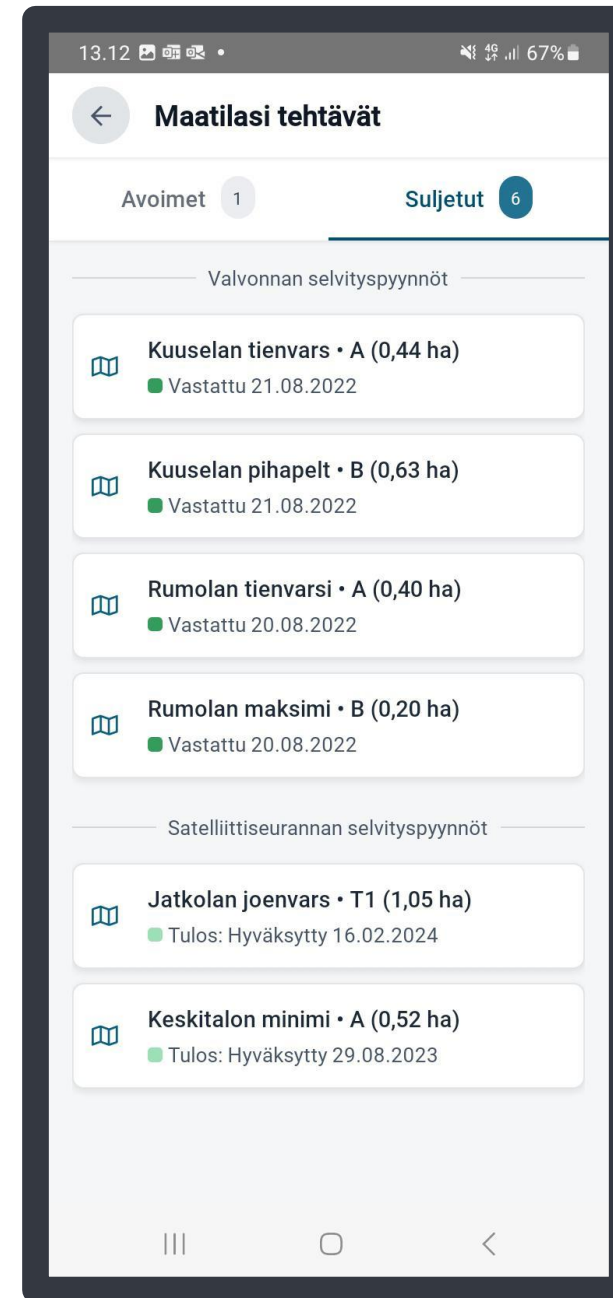 13.12
4G 67%
Maatilasi tehtävät
Avoimet 1 Suljetut 6
Valvonnan selvityspyynnöt
Kuuselan tienvars • A (0,44 ha)
Vastattu 21.08.2022
Kuuselan pihapelt • B (0,63 ha)
Vastattu 21.08.2022
Rumolan tienvarsi • A (0,40 ha)
Vastattu 20.08.2022
Rumolan maksimi • B (0,20 ha)
Vastattu 20.08.2022
Satelliittiseurannan selvityspyynnöt
Jatkolan joenvars • T1 (1,05 ha)
Tulos: Hyväksytty 16.02.2024
Keskitalon minimi • A (0,52 ha)
Tulos: Hyväksytty 29.08.2023